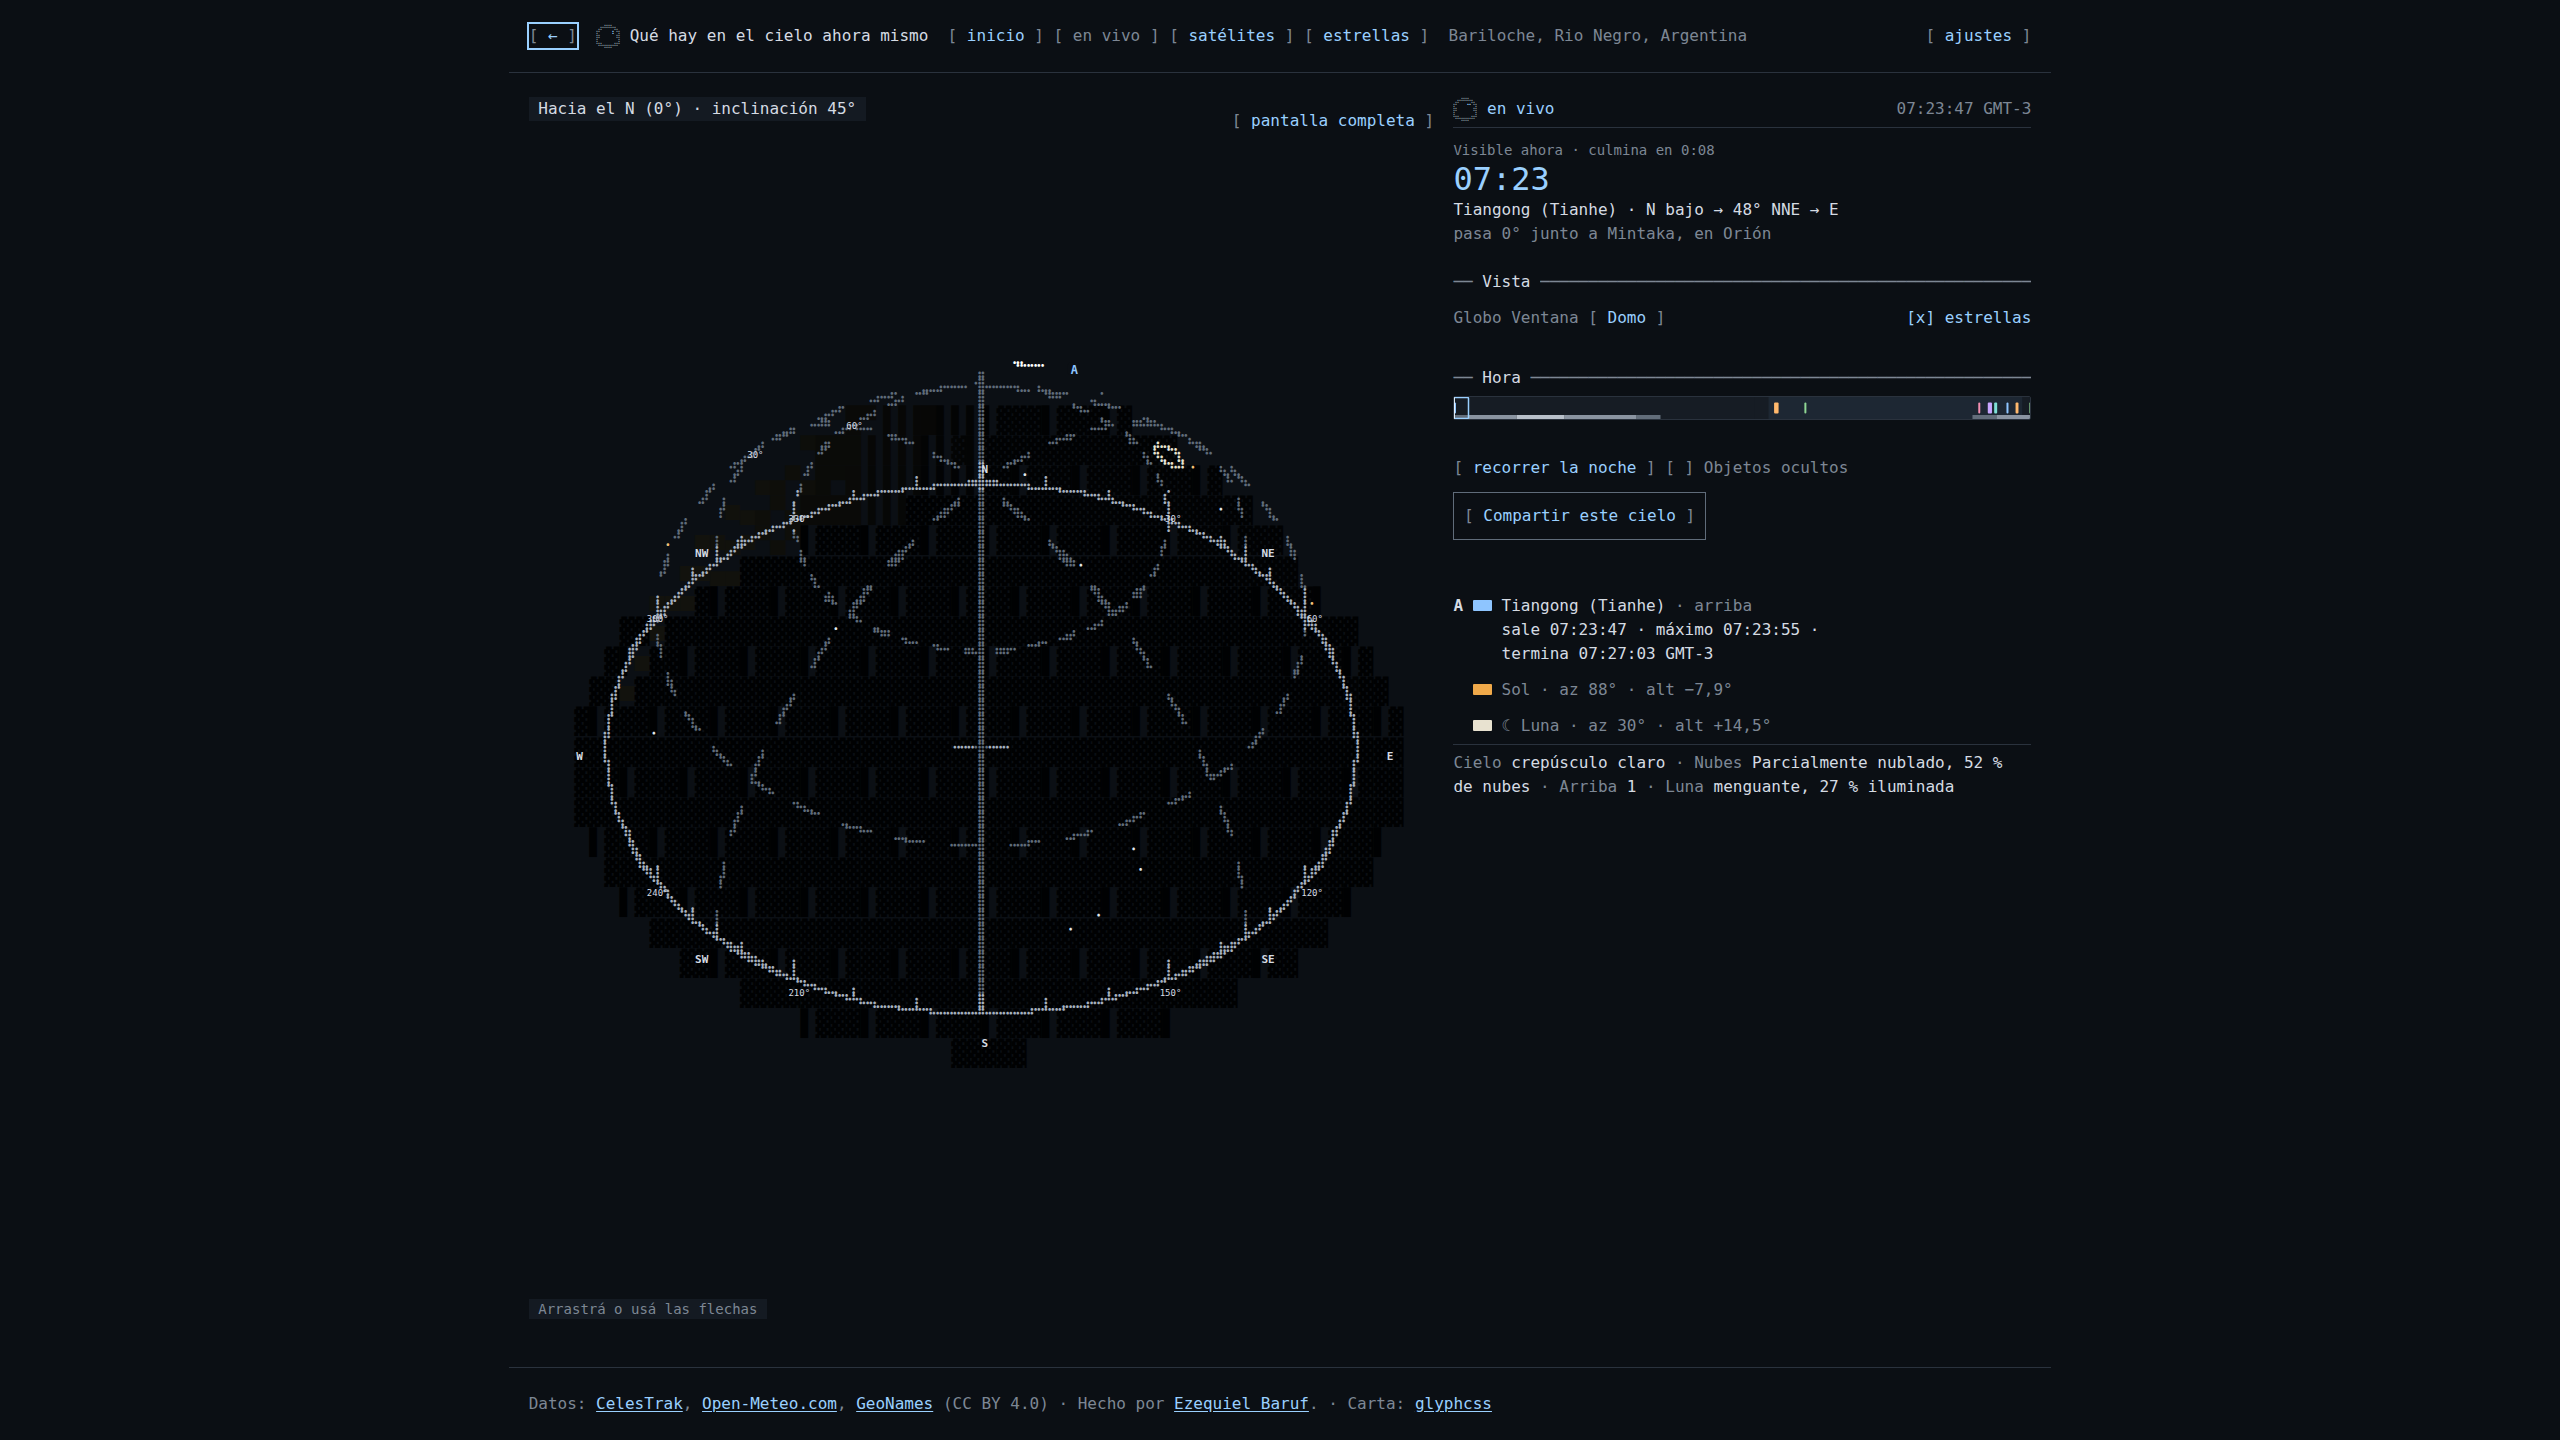 [ ← ] Qué hay en el cielo ahora mismo [ inicio ] [ en vivo ] [ satélites ] [ estrellas ] Bariloche, Rio Negro, Argentina [ ajustes ]
Hacia el N (0°) · inclinación 45°
[ pantalla completa ]
A
60°
30°
N
330°
30°
NW
NE
300°
60°
W
E
240°
120°
SW
SE
210°
150°
S
Arrastrá o usá las flechas
en vivo 07:23:47 GMT-3
Visible ahora · culmina en 0:08
07:23
Tiangong (Tianhe) · N bajo → 48° NNE → E
pasa 0° junto a Mintaka, en Orión
Vista
Globo Ventana [ Domo ] [x] estrellas
Hora
[ recorrer la noche ] [ ] Objetos ocultos
[ Compartir este cielo ]
A Tiangong (Tianhe) · arriba
sale 07:23:47 · máximo 07:23:55 ·
termina 07:27:03 GMT-3
Sol · az 88° · alt −7,9°
☾ Luna · az 30° · alt +14,5°
Cielo crepúsculo claro · Nubes Parcialmente nublado, 52 %
de nubes · Arriba 1 · Luna menguante, 27 % iluminada
Datos: CelesTrak, Open-Meteo.com, GeoNames (CC BY 4.0) · Hecho por Ezequiel Baruf. · Carta: glyphcss